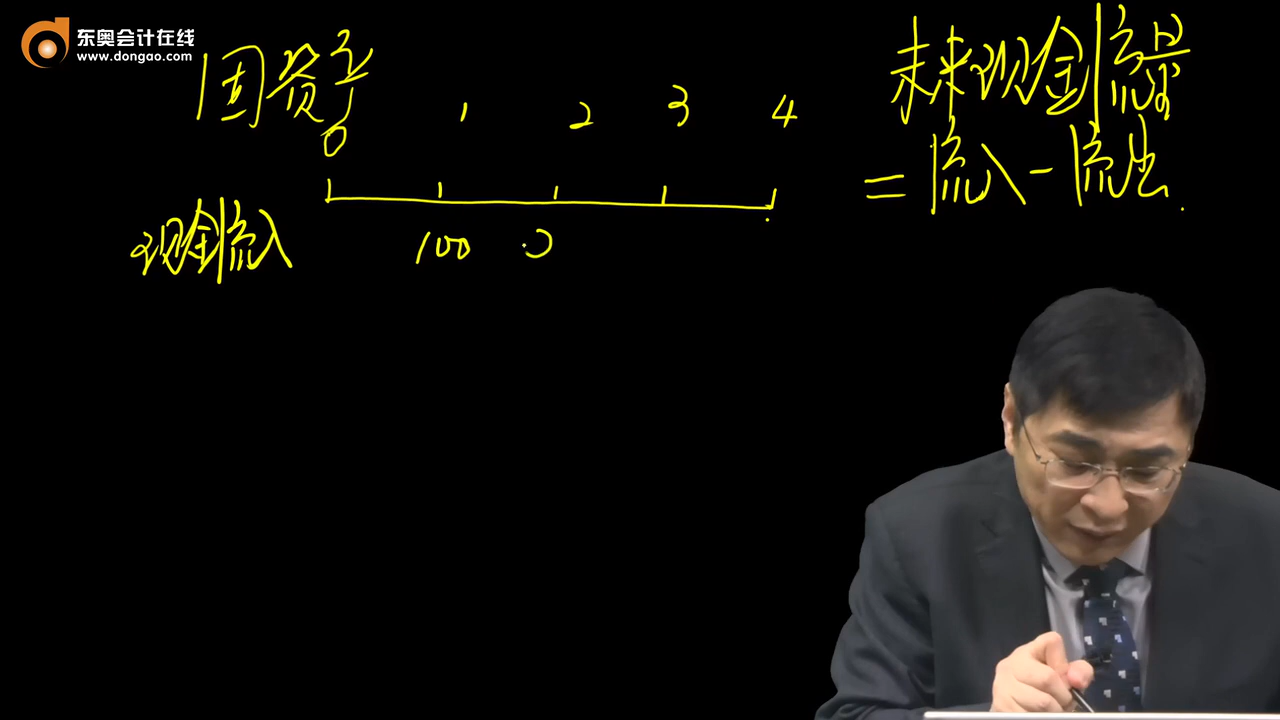 东奥会计在线
www.dongao.com
固资产
0 1 2 3 4
未来现金流量
=流入-流出
现金流入 100